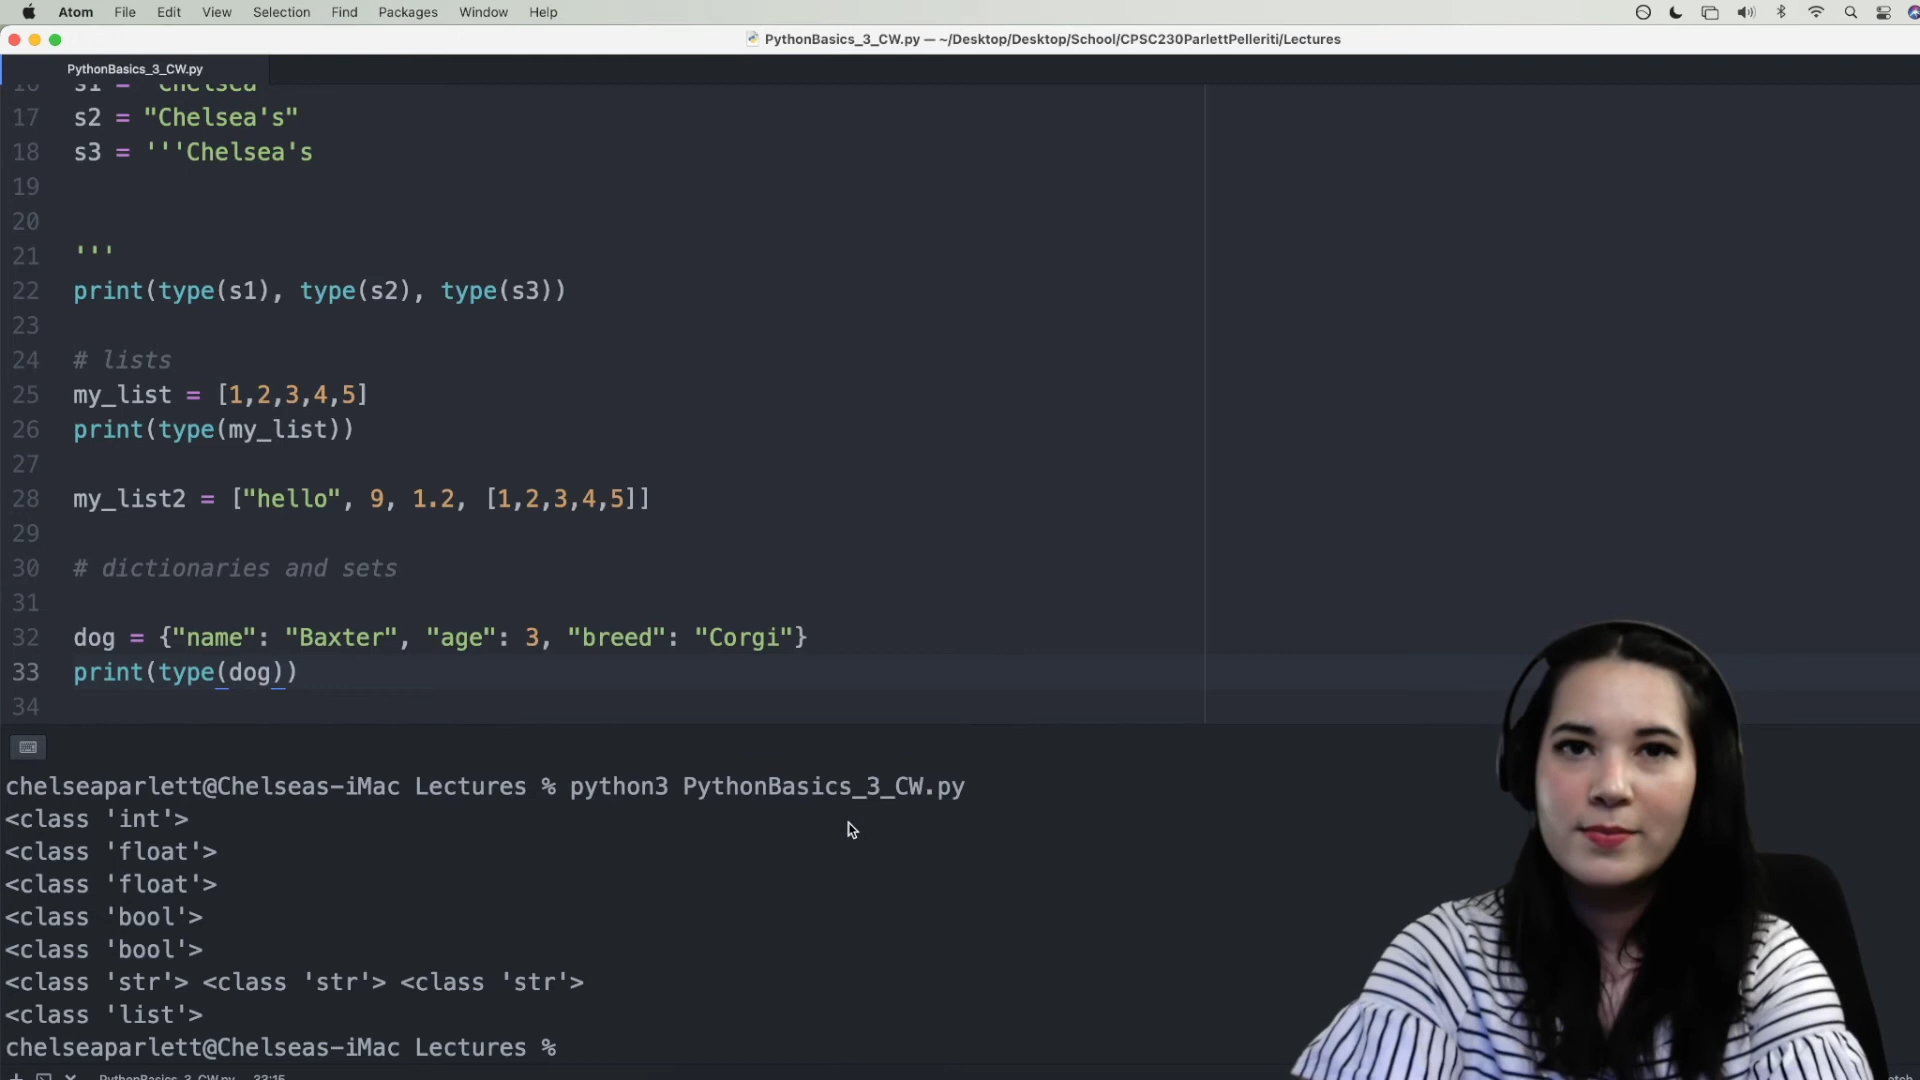 Atom File Edit View Selection Find Packages Window Help
PythonBasics_3_CW.py — ~/Desktop/Desktop/School/CPSC230ParlettPelleriti/Lectures
PythonBasics_3_CW.py
17 s2 = "Chelsea's"
18 s3 = '''Chelsea's
19
20
21 '''
22 print(type(s1), type(s2), type(s3))
23
24 # lists
25 my_list = [1,2,3,4,5]
26 print(type(my_list))
27
28 my_list2 = ["hello", 9, 1.2, [1,2,3,4,5]]
29
30 # dictionaries and sets
31
32 dog = {"name": "Baxter", "age": 3, "breed": "Corgi"}
33 print(type(dog))
34
chelseaparlett@Chelseas-iMac Lectures % python3 PythonBasics_3_CW.py
<class 'int'>
<class 'float'>
<class 'float'>
<class 'bool'>
<class 'bool'>
<class 'str'> <class 'str'> <class 'str'>
<class 'list'>
chelseaparlett@Chelseas-iMac Lectures %
PythonBasics_3_CW.py 33:15